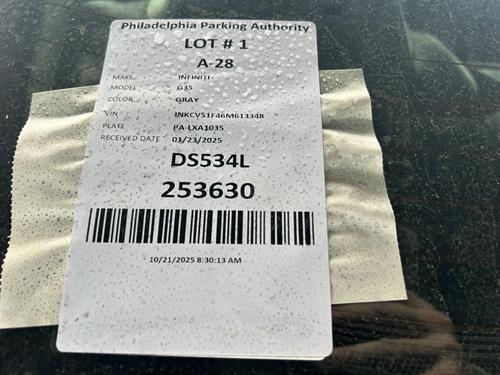 Philadelphia Parking Authority
LOT # 1
A-28
MAKE INFINITI
MODEL G35
COLOR GRAY
VIN JNKCV51F46M613348
PLATE PA-LXA1035
RECEIVED DATE 01/23/2025
DS534L
253630
10/21/2025 8:30:13 AM